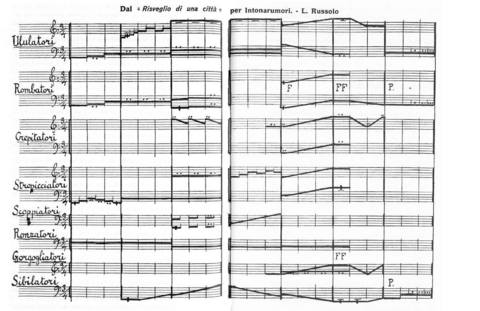 Dal « Risveglio di una città » per Intonarumori. - L. Russolo
Ululatori
Rombatori
F FF P.
Crepitatori
Stropicciatori
Scoppiatori
Ronzatori
Gorgogliatori
FF
Sibilatori
P.